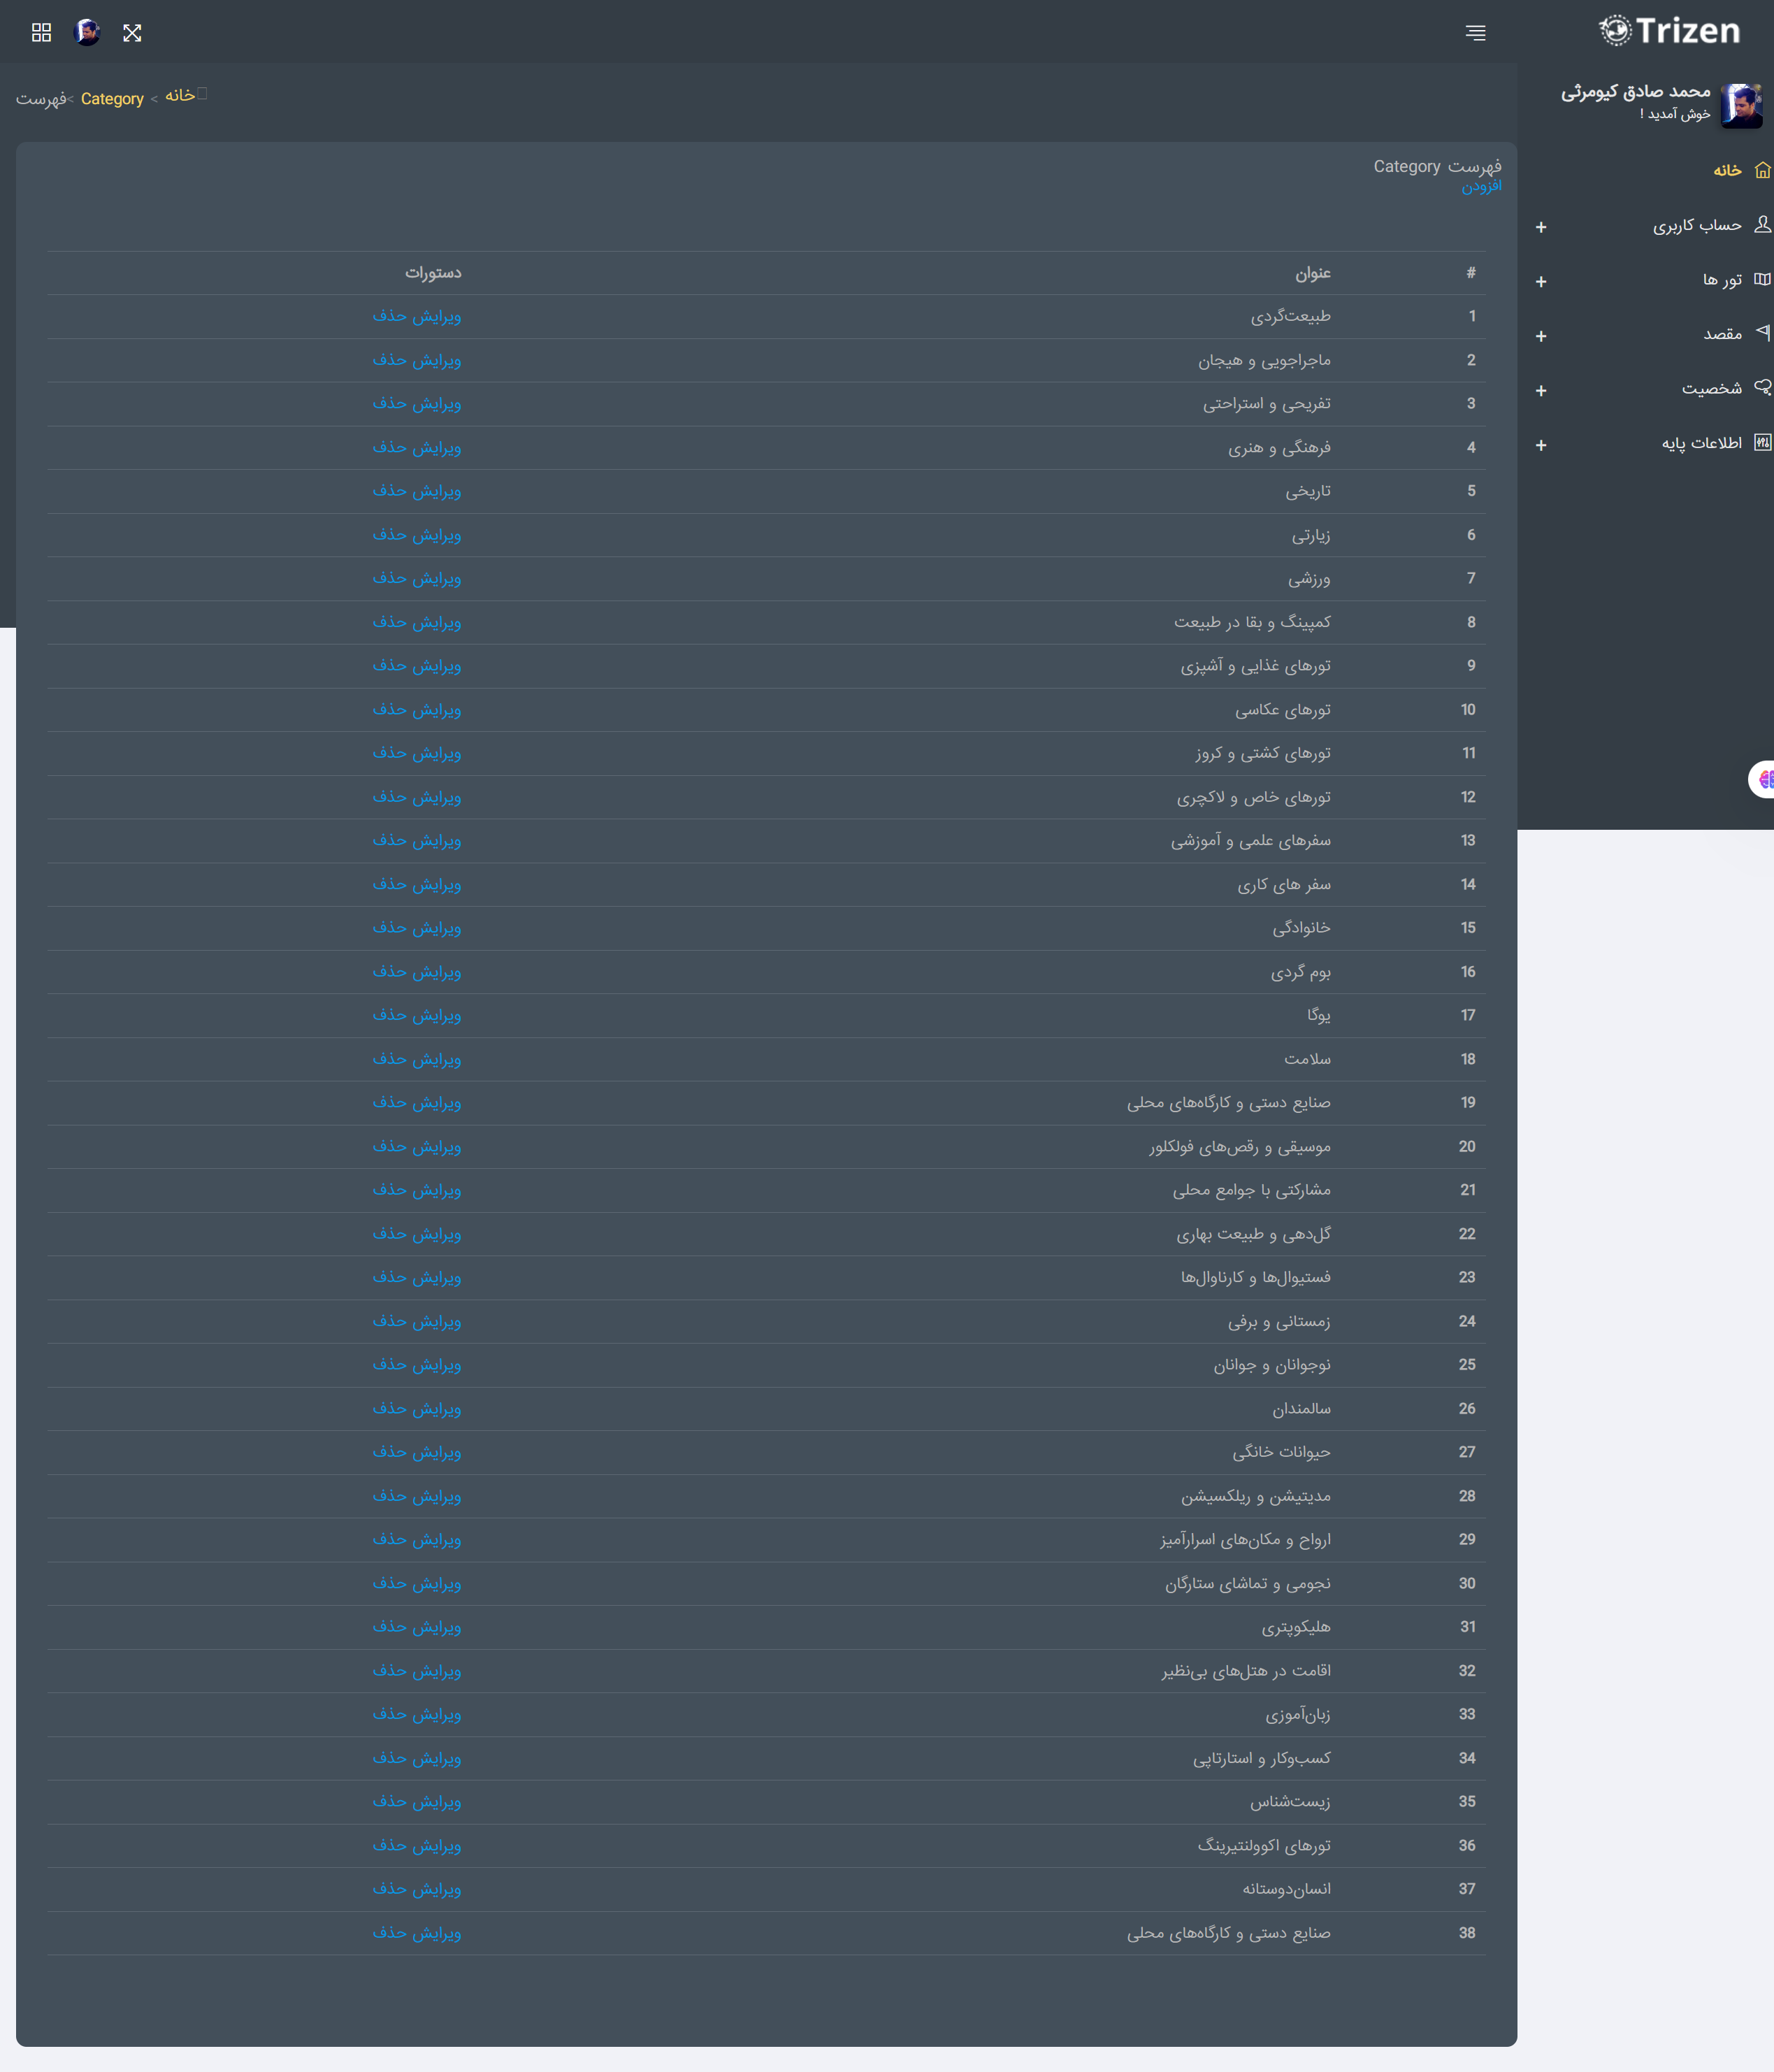 Trizen
محمد صادق کیومرثی
خوش آمدید !
خانه
حساب کاربری +
تور ها +
مقصد +
شخصیت +
اطلاعات پایه +
خانه > Category >فهرست
فهرست Category
افزودن
# عنوان دستورات
1 طبیعت‌گردی ویرایش حذف
2 ماجراجویی و هیجان ویرایش حذف
3 تفریحی و استراحتی ویرایش حذف
4 فرهنگی و هنری ویرایش حذف
5 تاریخی ویرایش حذف
6 زیارتی ویرایش حذف
7 ورزشی ویرایش حذف
8 کمپینگ و بقا در طبیعت ویرایش حذف
9 تورهای غذایی و آشپزی ویرایش حذف
10 تورهای عکاسی ویرایش حذف
11 تورهای کشتی و کروز ویرایش حذف
12 تورهای خاص و لاکچری ویرایش حذف
13 سفرهای علمی و آموزشی ویرایش حذف
14 سفر های کاری ویرایش حذف
15 خانوادگی ویرایش حذف
16 بوم گردی ویرایش حذف
17 یوگا ویرایش حذف
18 سلامت ویرایش حذف
19 صنایع دستی و کارگاه‌های محلی ویرایش حذف
20 موسیقی و رقص‌های فولکلور ویرایش حذف
21 مشارکتی با جوامع محلی ویرایش حذف
22 گل‌دهی و طبیعت بهاری ویرایش حذف
23 فستیوال‌ها و کارناوال‌ها ویرایش حذف
24 زمستانی و برفی ویرایش حذف
25 نوجوانان و جوانان ویرایش حذف
26 سالمندان ویرایش حذف
27 حیوانات خانگی ویرایش حذف
28 مدیتیشن و ریلکسیشن ویرایش حذف
29 ارواح و مکان‌های اسرارآمیز ویرایش حذف
30 نجومی و تماشای ستارگان ویرایش حذف
31 هلیکوپتری ویرایش حذف
32 اقامت در هتل‌های بی‌نظیر ویرایش حذف
33 زبان‌آموزی ویرایش حذف
34 کسب‌وکار و استارتاپی ویرایش حذف
35 زیست‌شناس ویرایش حذف
36 تورهای اکوولنتیرینگ ویرایش حذف
37 انسان‌دوستانه ویرایش حذف
38 صنایع دستی و کارگاه‌های محلی ویرایش حذف